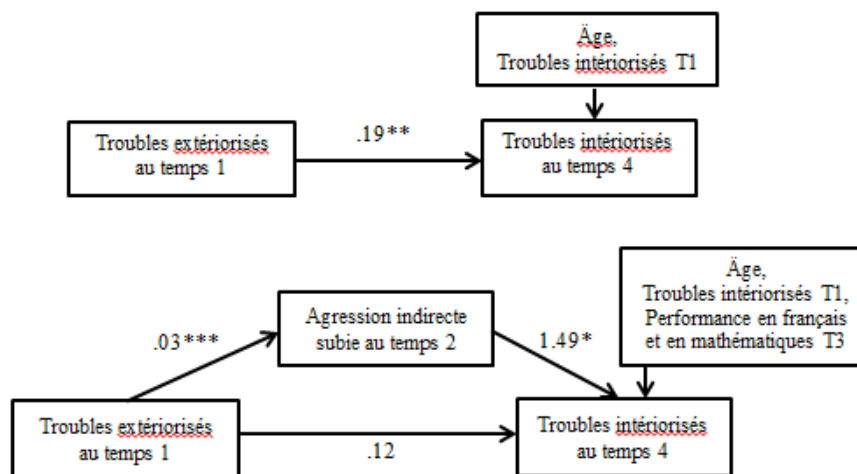 Äge,
Troubles intériorisés T1
Troubles extériorisés
au temps 1
.19**
Troubles intériorisés
au temps 4
Äge,
Troubles intériorisés T1,
Performance en français
et en mathématiques T3
Agression indirecte
subie au temps 2
.03***
1.49*
Troubles extériorisés
au temps 1
.12
Troubles intériorisés
au temps 4